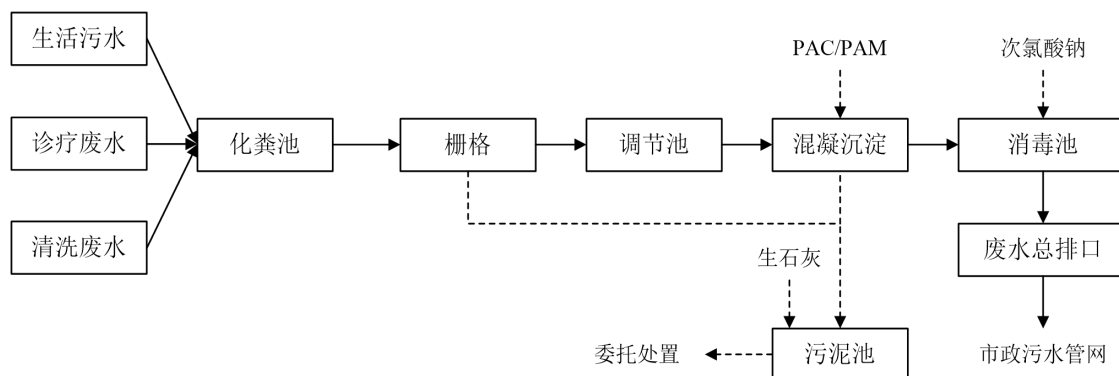 生活污水
PAC/PAM
次氯酸钠
诊疗废水
化粪池
栅格
调节池
混凝沉淀
消毒池
清洗废水
废水总排口
生石灰
委托处置
污泥池
市政污水管网